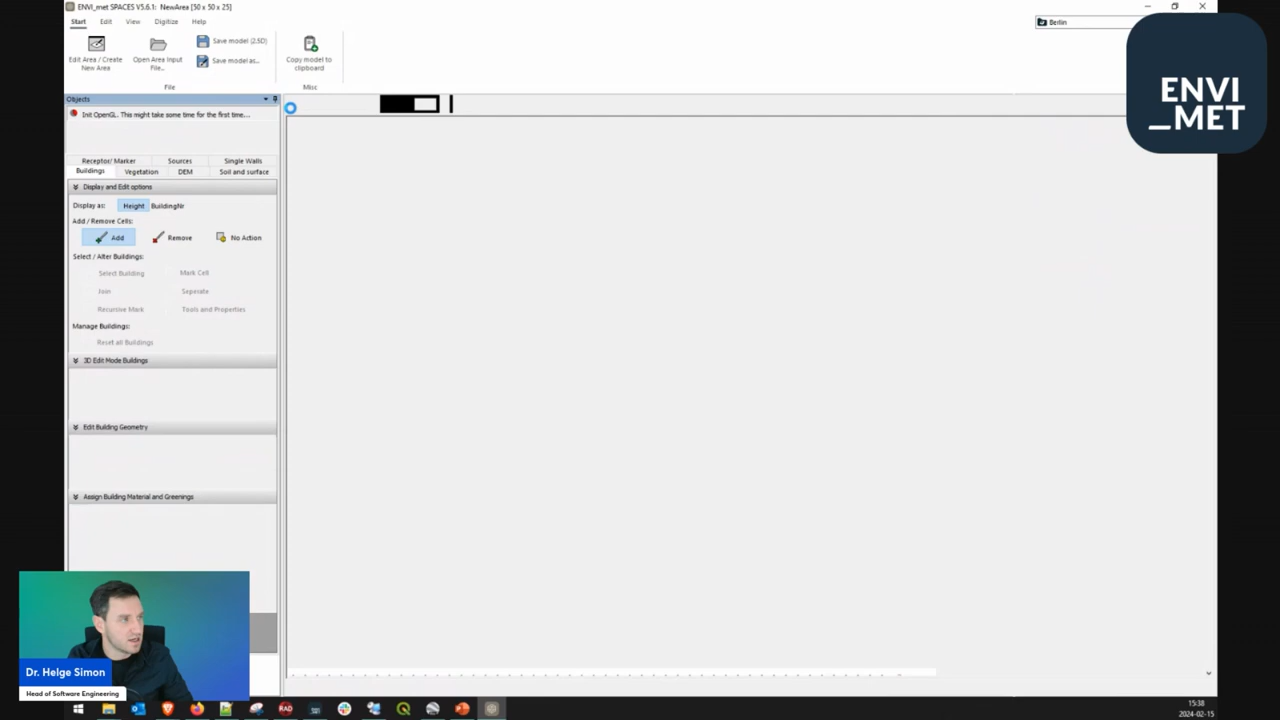 ENVI_met SPACES V5.6.1: NewArea [50 x 50 x 25]
Start
Edit
View
Digitize
Help
Berlin
Edit Area / Create
New Area
Open Area Input
File...
Save model (2.5D)
Save model as...
Copy model to
clipboard
File
Misc
ENVI
_MET
Objects
Init OpenGL. This might take some time for the first time...
Receptor/ Marker
Sources
Single Walls
Buildings
Vegetation
DEM
Soil and surface
Display and Edit options
Display as:
Height
BuildingNr
Add / Remove Cells:
Add
Remove
No Action
Select / Alter Buildings:
Select Building
Mark Cell
Join
Seperate
Recursive Mark
Tools and Properties
Manage Buildings:
Reset all Buildings
3D Edit Mode Buildings
Edit Building Geometry
Assign Building Material and Greenings
Dr. Helge Simon
Head of Software Engineering
RAD
15:38
2024-02-15